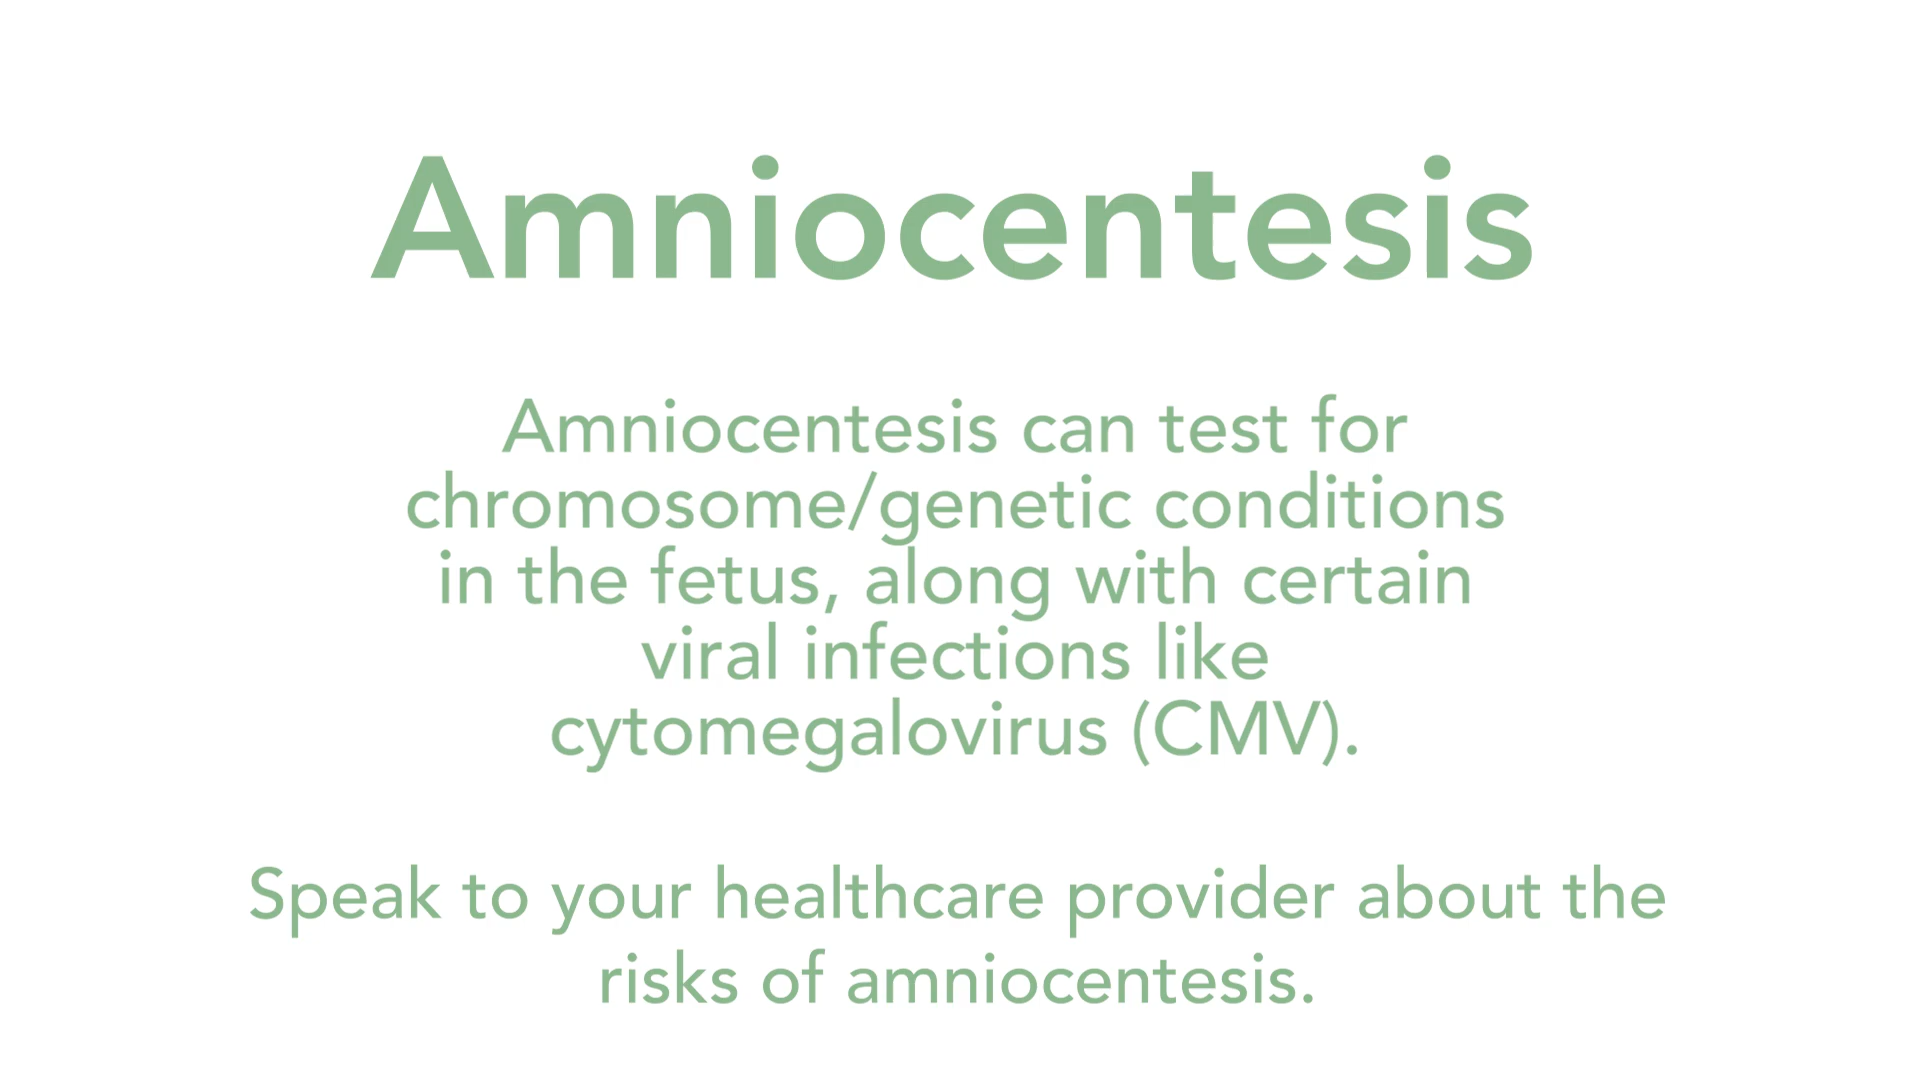 Amniocentesis
Amniocentesis can test for
chromosome/genetic conditions
in the fetus, along with certain
viral infections like
cytomegalovirus (CMV).
Speak to your healthcare provider about the
risks of amniocentesis.